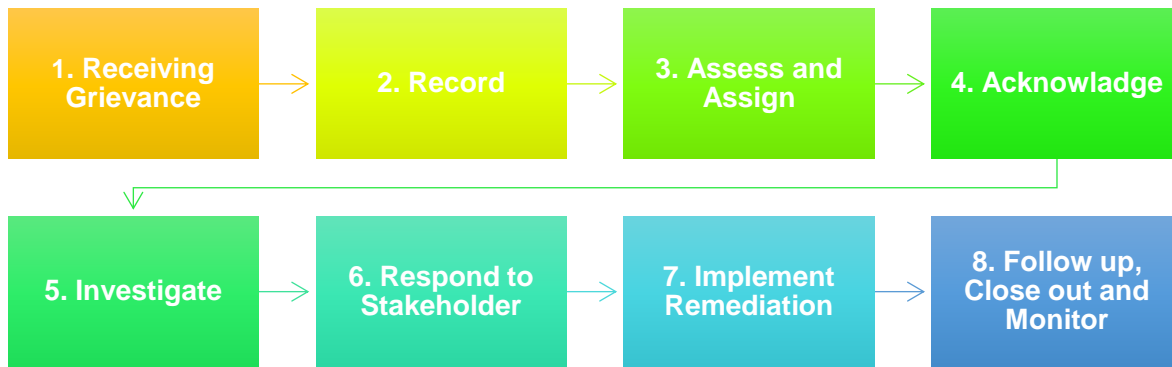 1. Receiving
Grievance
2. Record
3. Assess and
Assign
4. Acknowladge
5. Investigate
6. Respond to
Stakeholder
7. Implement
Remediation
8. Follow up,
Close out and
Monitor